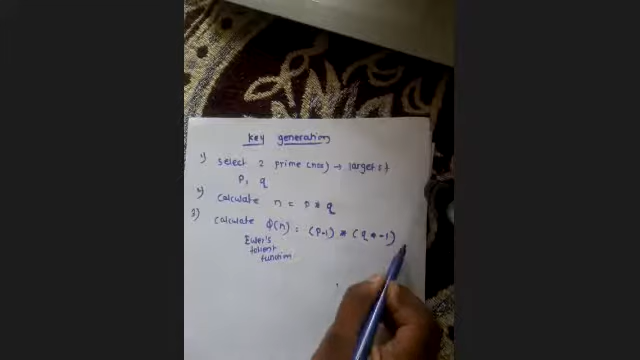 key generation
1) select 2 prime (nos) → largest
p, q
2) calculate n = p * q
3) calculate Φ(n) = (p-1) * (q * -1)
Euler's
totient
function